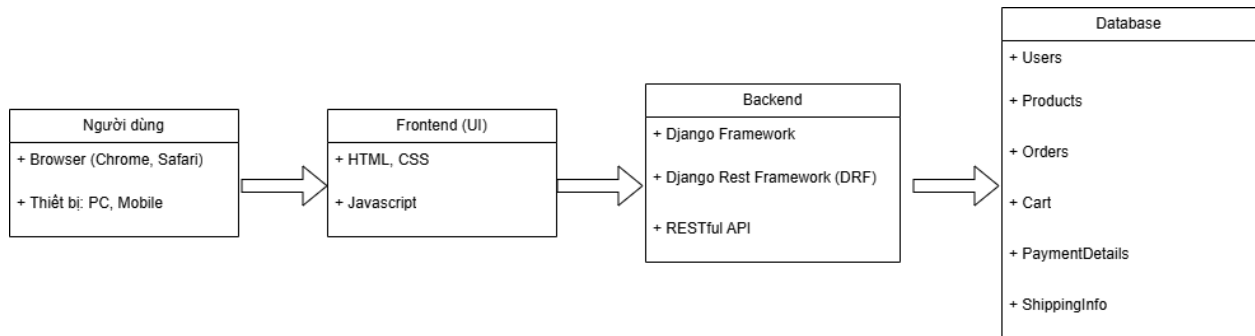 Người dùng
+ Browser (Chrome, Safari)
+ Thiết bị: PC, Mobile
Frontend (UI)
+ HTML, CSS
+ Javascript
Backend
+ Django Framework
+ Django Rest Framework (DRF)
+ RESTful API
Database
+ Users
+ Products
+ Orders
+ Cart
+ PaymentDetails
+ ShippingInfo